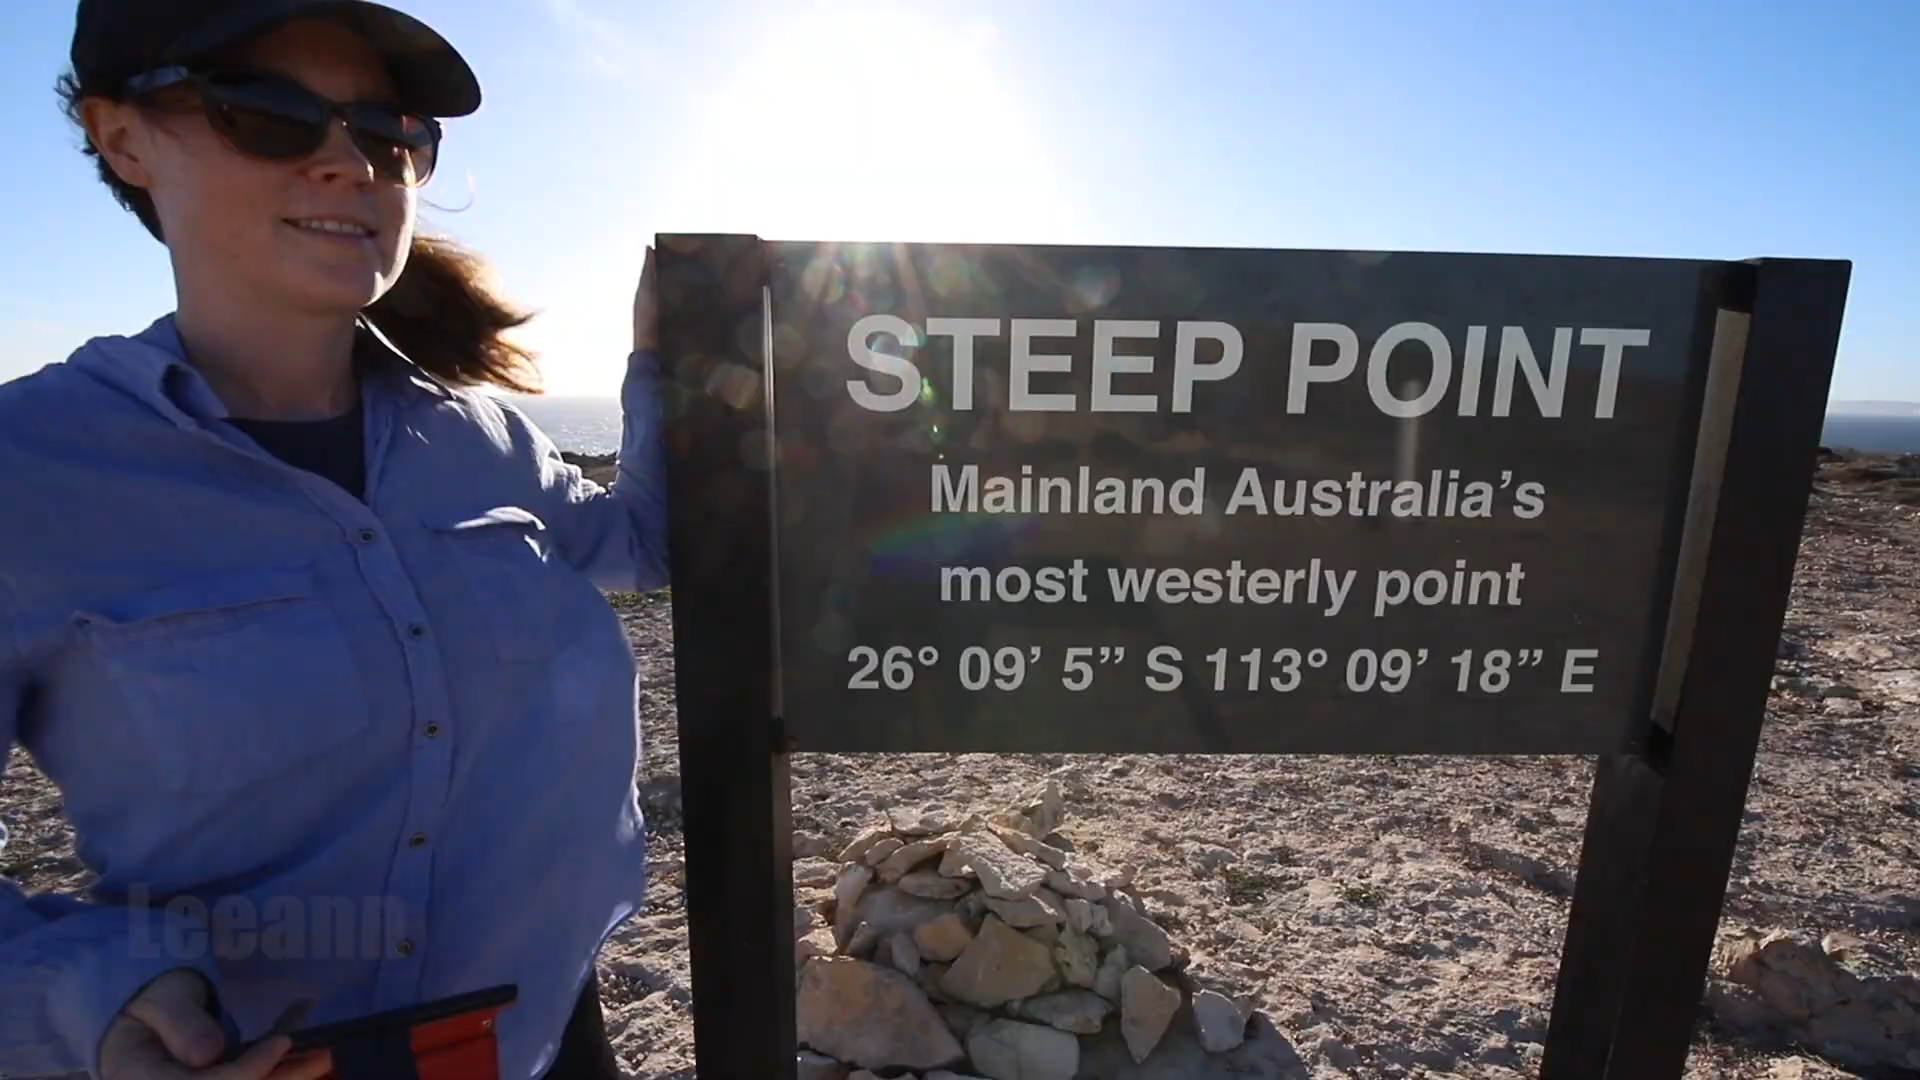 STEEP POINT
Mainland Australia’s
most westerly point
26° 09’ 5” S 113° 09’ 18” E
Leeann